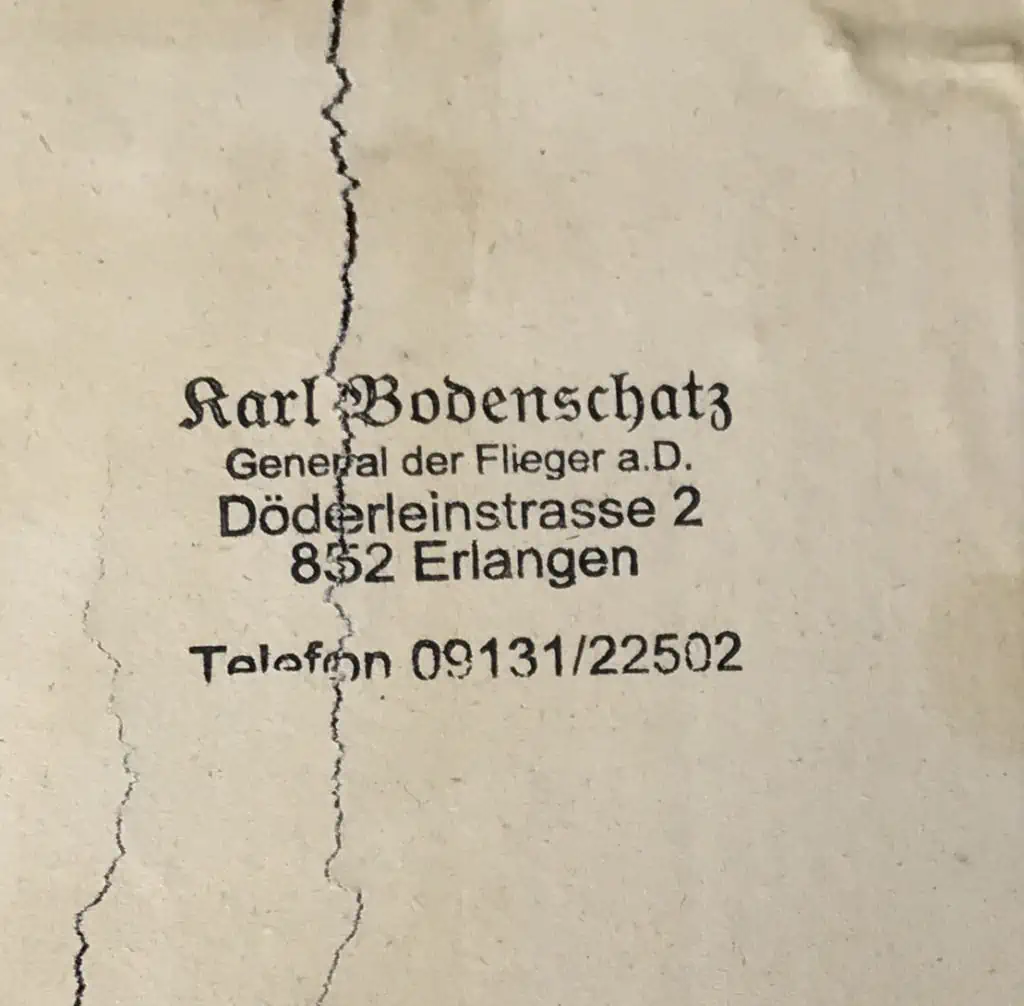 Karl Bodenschatz
General der Flieger a.D.
Döderleinstrasse 2
852 Erlangen
Telefon 09131/22502